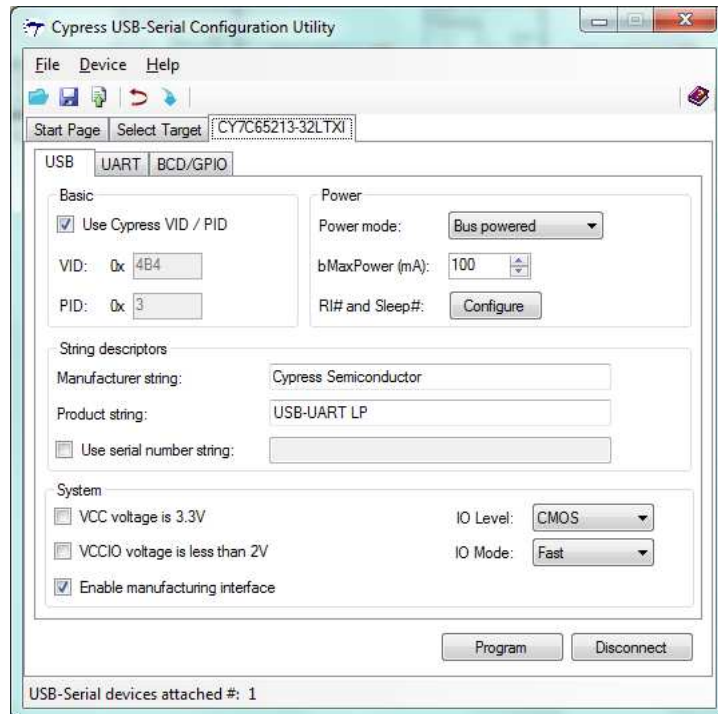 Cypress USB-Serial Configuration Utility
File Device Help
Start Page Select Target CY7C65213-32LTXI
USB UART BCD/GPIO
Basic
Use Cypress VID / PID
VID: 0x 4B4
PID: 0x 3
Power
Power mode: Bus powered
bMaxPower (mA): 100
RI# and Sleep#: Configure
String descriptors
Manufacturer string: Cypress Semiconductor
Product string: USB-UART LP
Use serial number string:
System
VCC voltage is 3.3V
VCCIO voltage is less than 2V
Enable manufacturing interface
IO Level: CMOS
IO Mode: Fast
Program Disconnect
USB-Serial devices attached #: 1